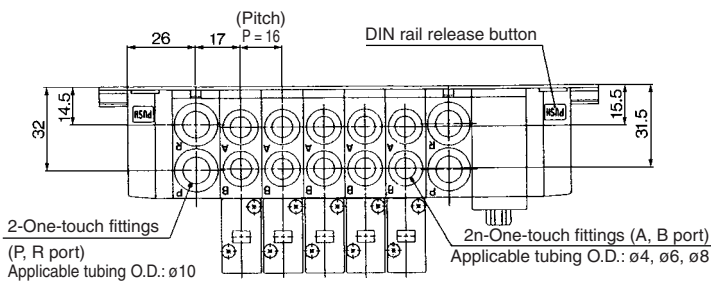 (Pitch)
P = 16
26
17
DIN rail release button
32
14.5
PUSH
PUSH
15.5
31.5
R
A
A
A
A
A
R
P
B
B
B
B
B
P
2-One-touch fittings
(P, R port)
Applicable tubing O.D.: ø10
2n-One-touch fittings (A, B port)
Applicable tubing O.D.: ø4, ø6, ø8